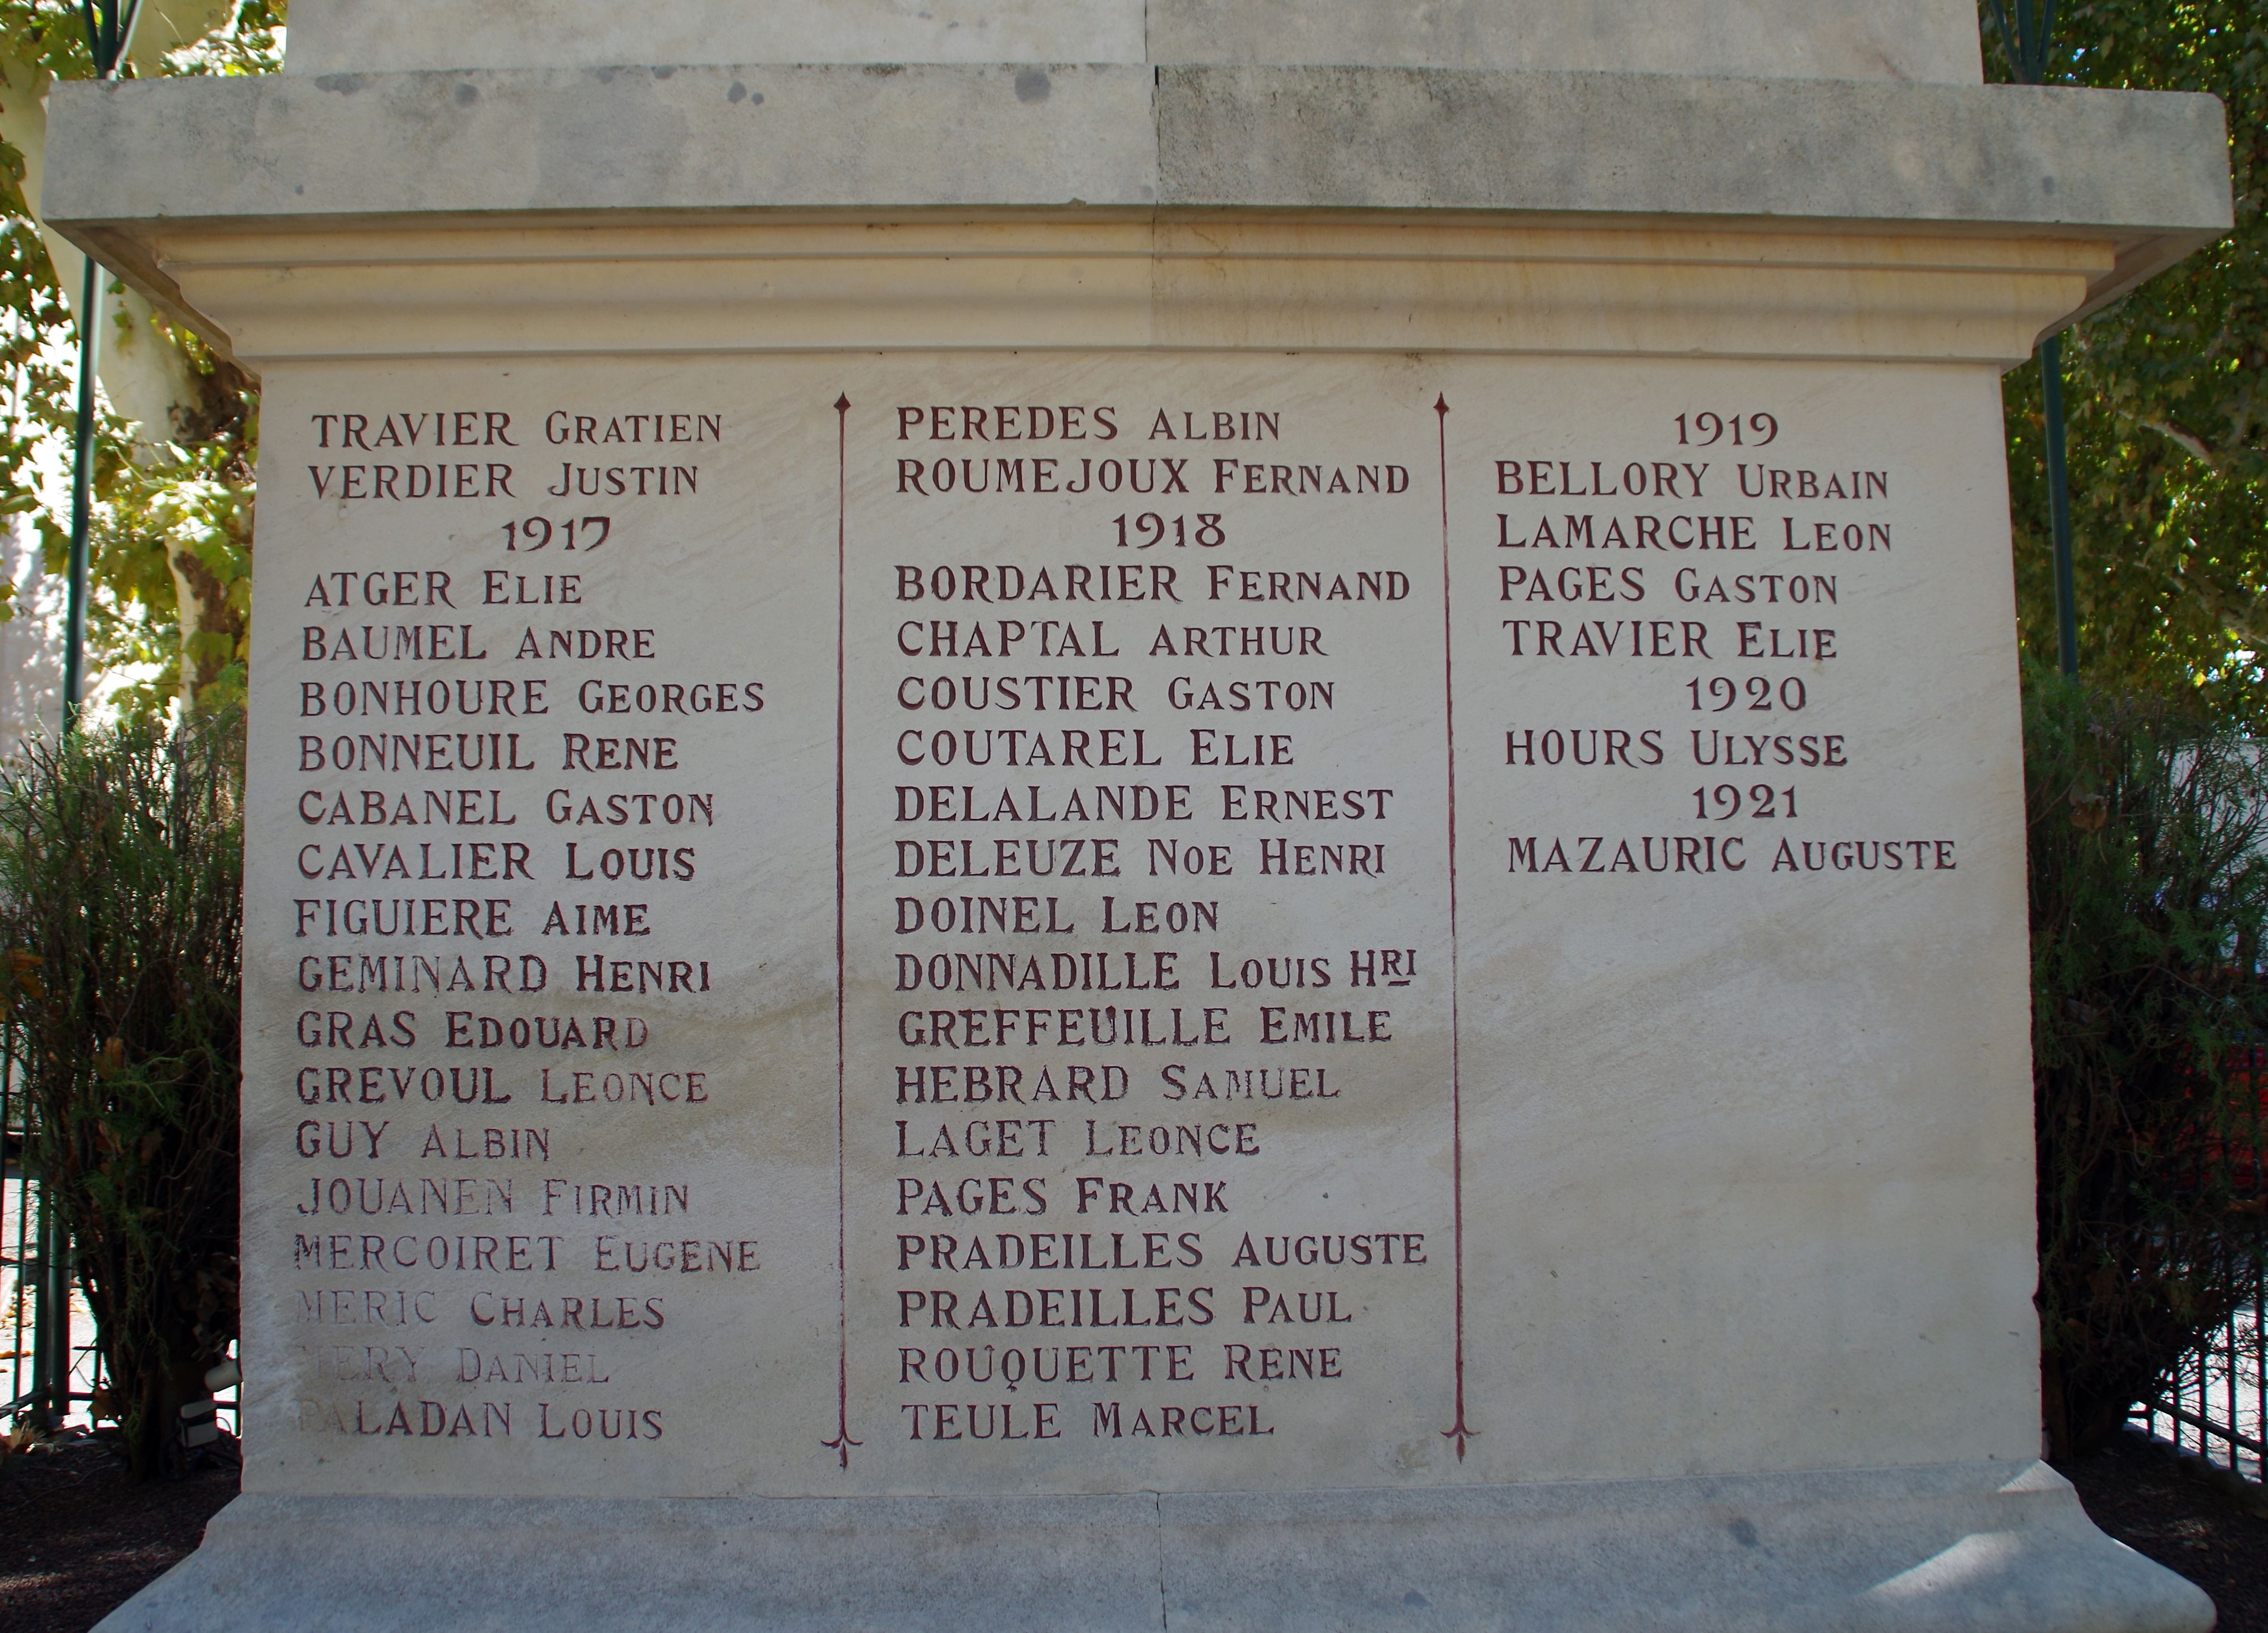 TRAVIER GRATIEN
VERDIER JUSTIN
1917
ATGER ELIE
BAUMEL ANDRE
BONHOURE GEORGES
BONNEUIL RENE
CABANEL GASTON
CAVALIER LOUIS
FIGUIERE AIME
GEMINARD HENRI
GRAS EDOUARD
GREVOUL LEONCE
GUY ALBIN
JOUANEN FIRMIN
MERCOIRET EUGENE
MERIC CHARLES
DANIEL
PALADAN LOUIS
PEREDES ALBIN
ROUMEJOUX FERNAND
1918
BORDARIER FERNAND
CHAPTAL ARTHUR
COUSTIER GASTON
COUTAREL ELIE
DELALANDE ERNEST
DELEUZE NOE HENRI
DOINEL LEON
DONNADILLE LOUIS HRI
GREFFEUILLE EMILE
HEBRARD SAMUEL
LAGET LEONCE
PAGES FRANK
PRADEILLES AUGUSTE
PRADEILLES PAUL
ROUQUETTE RENE
TEULE MARCEL
1919
BELLORY URBAIN
LAMARCHE LEON
PAGES GASTON
TRAVIER ELIE
1920
HOURS ULYSSE
1921
MAZAURIC AUGUSTE